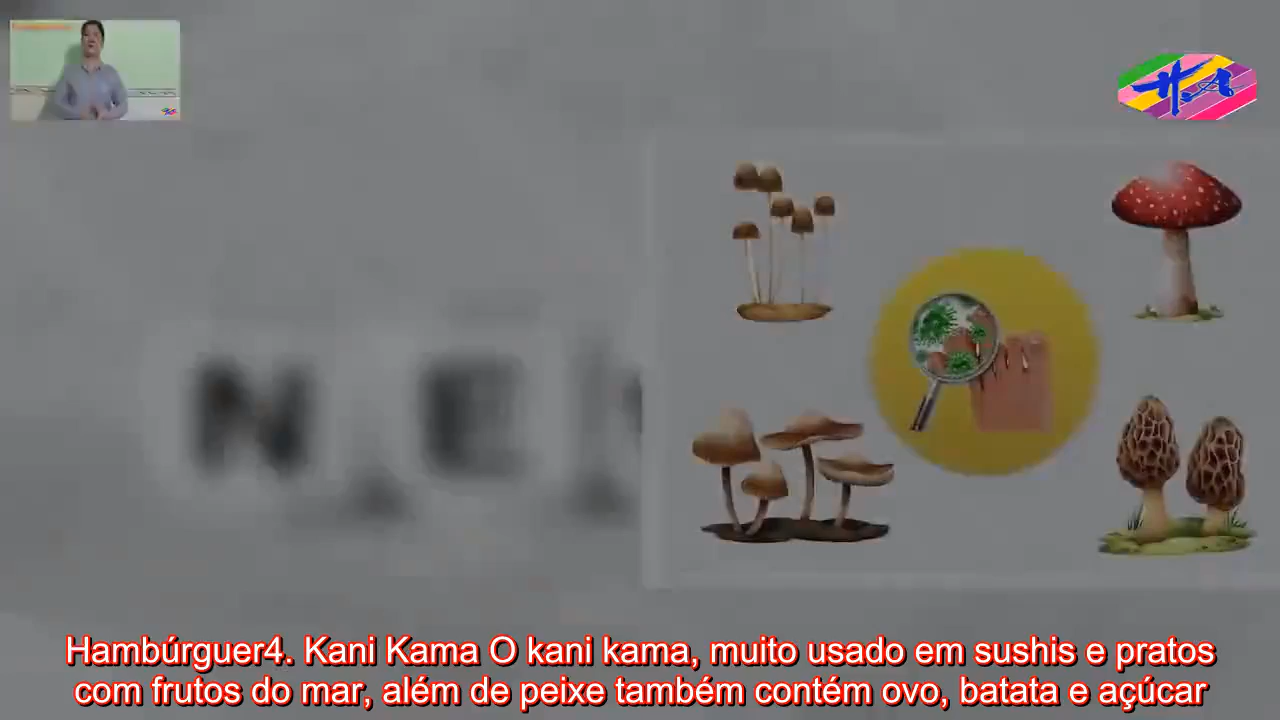 HA
N E
Hambúrguer4. Kani Kama O kani kama, muito usado em sushis e pratos
com frutos do mar, além de peixe também contém ovo, batata e açúcar